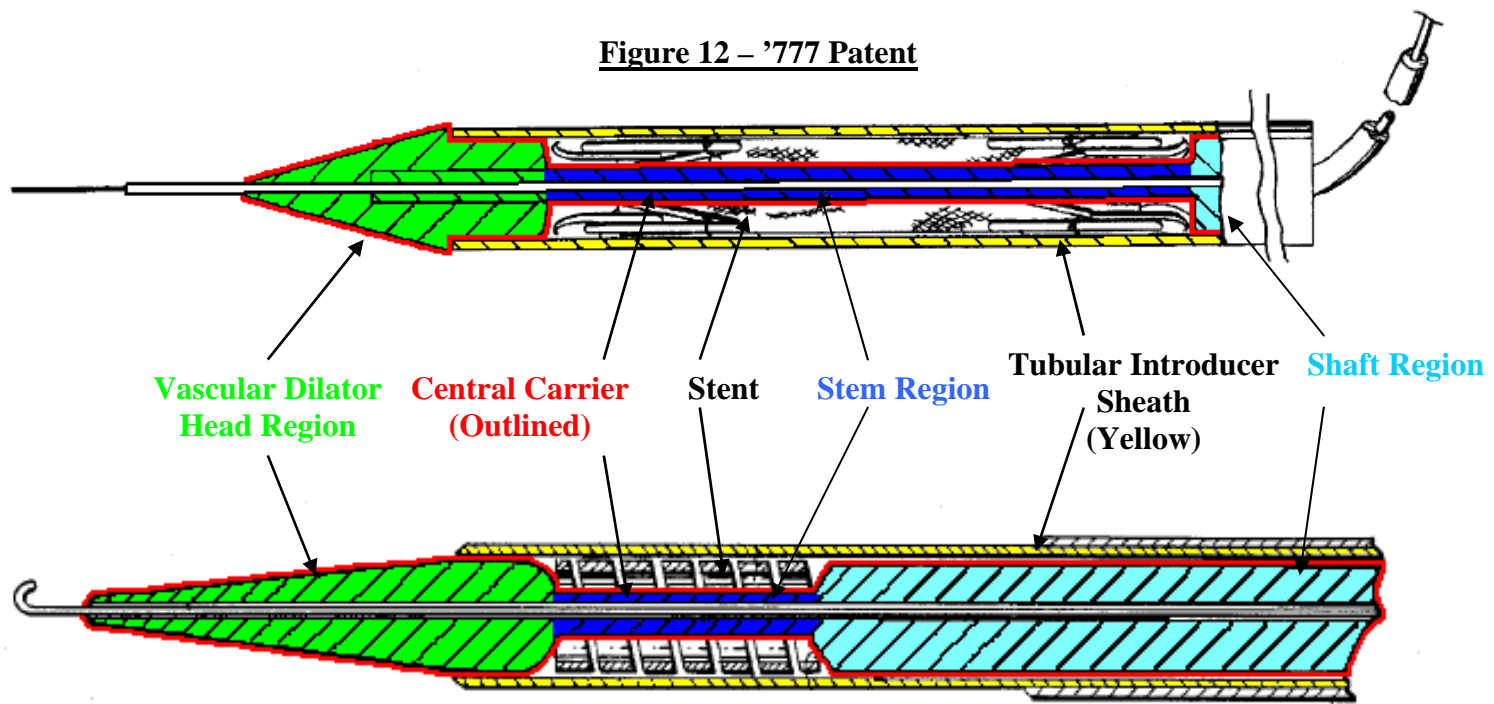 Figure 12 – ’777 Patent
Vascular Dilator
Head Region
Central Carrier
(Outlined)
Stent
Stem Region
Tubular Introducer
Sheath
(Yellow)
Shaft Region